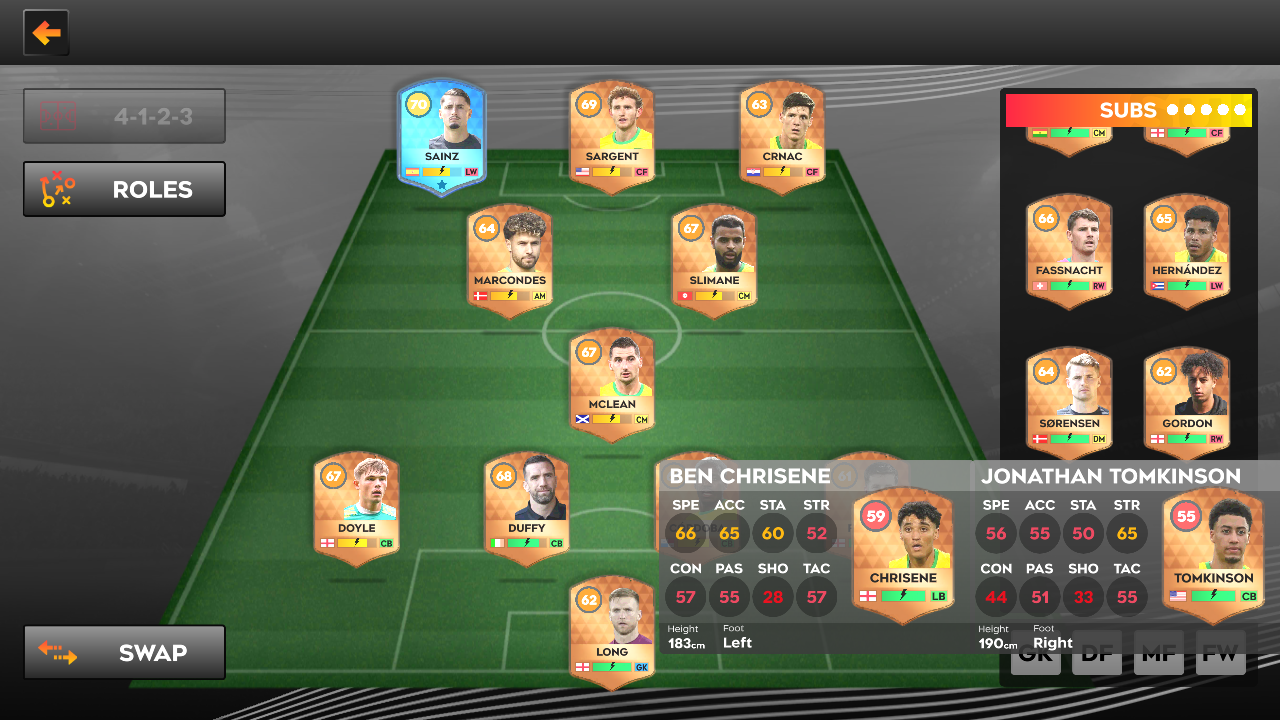 4-1-2-3
ROLES
SWAP
70
SAINZ
LW
69
SARGENT
CF
63
CRNAC
CF
64
MARCONDES
AM
67
SLIMANE
CM
67
MCLEAN
CM
67
DOYLE
CB
68
DUFFY
CB
62
LONG
GK
SUBS
CM
CF
66
FASSNACHT
RW
65
HERNÁNDEZ
LW
64
SØRENSEN
DM
62
GORDON
RW
BEN CHRISENE
SPE ACC STA STR
66 65 60 52
CON PAS SHO TAC
57 55 28 57
Height Foot
183cm Left
59
CHRISENE
LB
JONATHAN TOMKINSON
SPE ACC STA STR
56 55 50 65
CON PAS SHO TAC
44 51 33 55
Height Foot
190cm Right
55
TOMKINSON
CB
GK DF MF FW